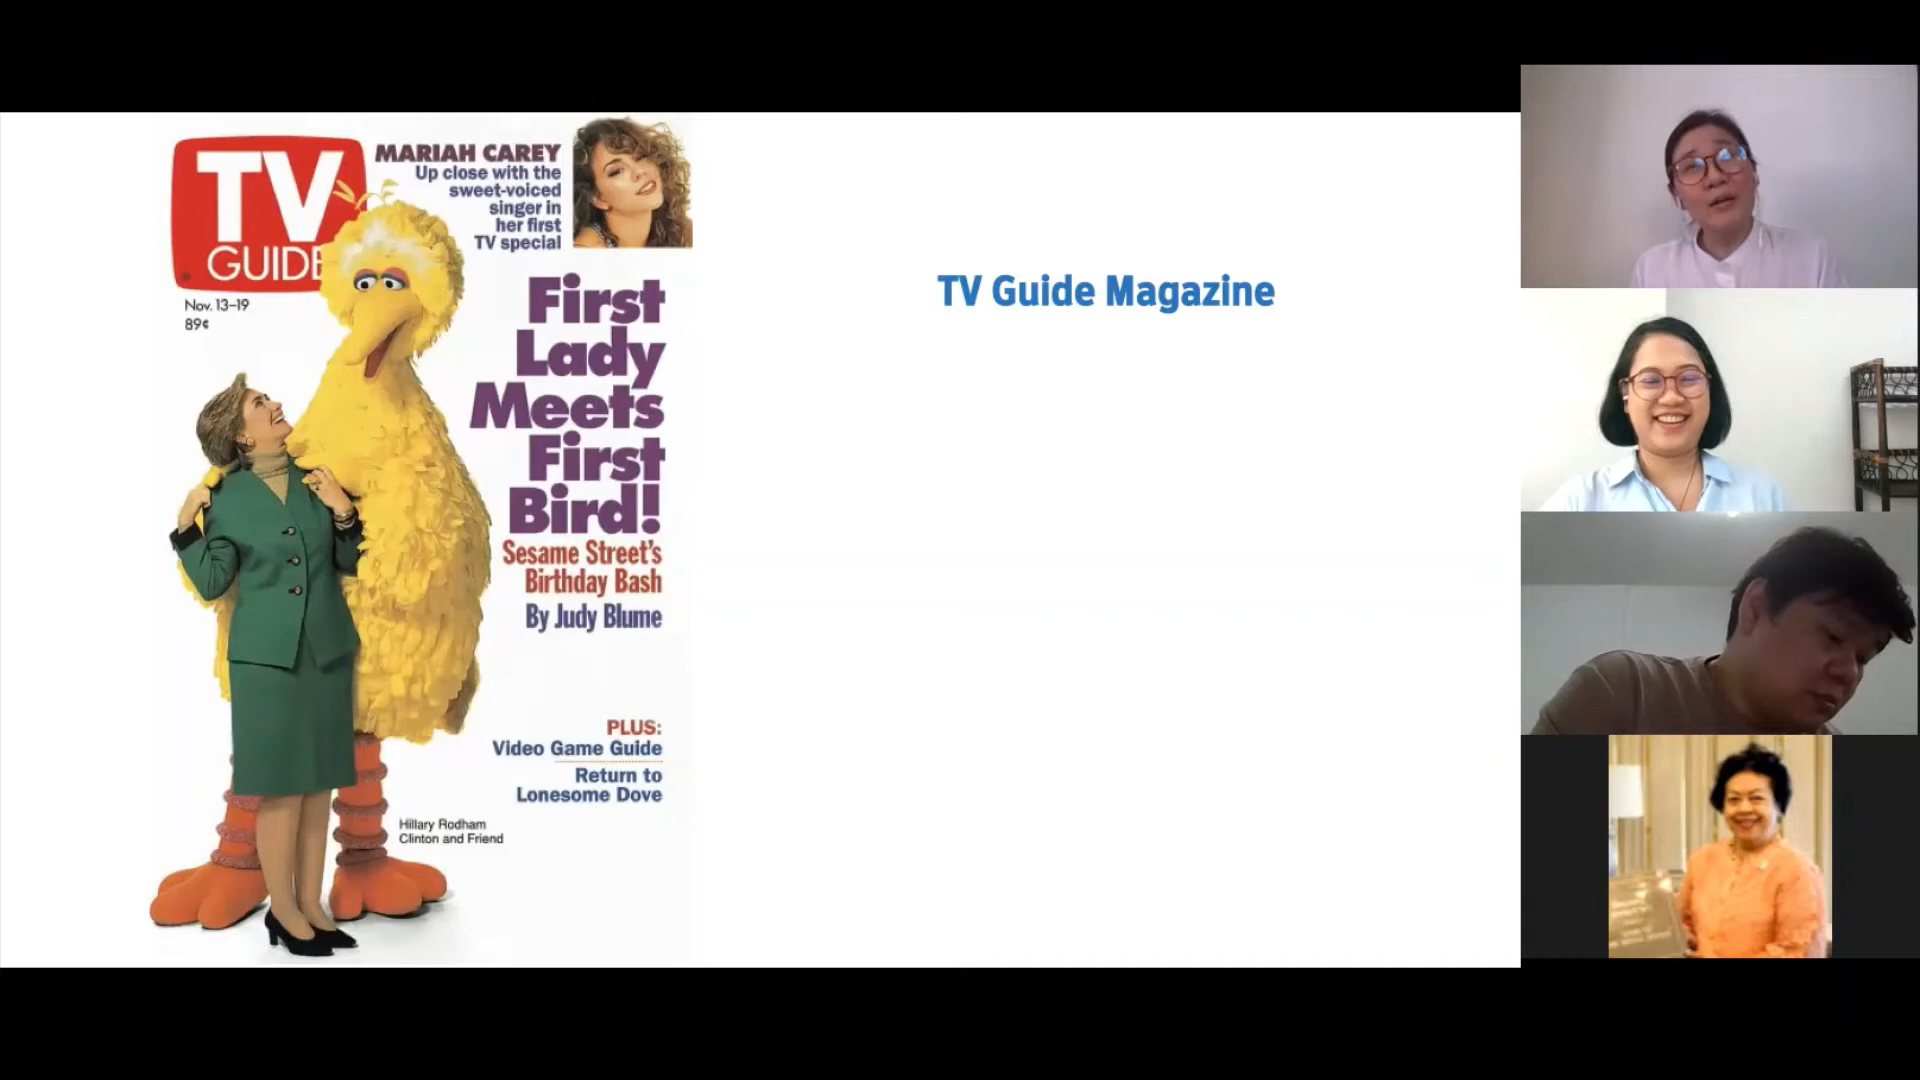 TV
GUIDE
Nov. 13–19
89¢
MARIAH CAREY
Up close with the
sweet-voiced
singer in
her first
TV special
First
Lady
Meets
First
Bird!
Sesame Street's
Birthday Bash
By Judy Blume
PLUS:
Video Game Guide
Return to
Lonesome Dove
Hillary Rodham
Clinton and Friend
TV Guide Magazine